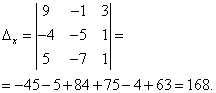 Δx = | 9 −1 3 |
| −4 −5 1 | =
| 5 −7 1 |
= −45 − 5 + 84 + 75 − 4 + 63 = 168.